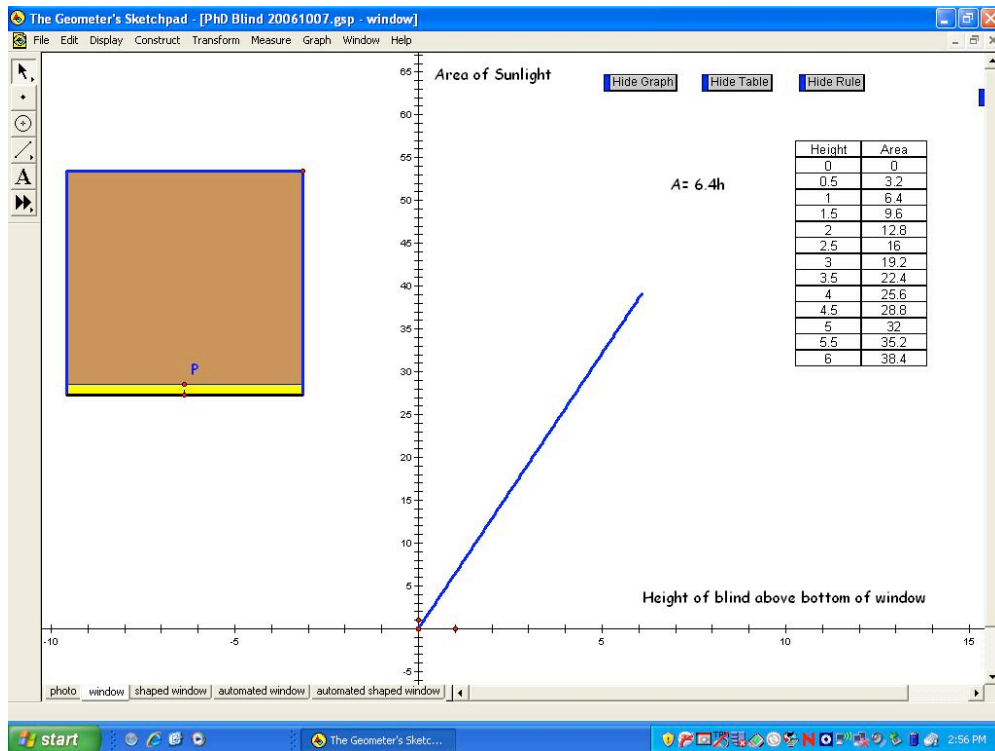 The Geometer's Sketchpad - [PhD Blind 20061007.gsp - window]
File Edit Display Construct Transform Measure Graph Window Help
A
Area of Sunlight
Hide Graph Hide Table Hide Rule
Height Area
0 0
0.5 3.2
1 6.4
1.5 9.6
2 12.8
2.5 16
3 19.2
3.5 22.4
4 25.6
4.5 28.8
5 32
5.5 35.2
6 38.4
A= 6.4h
P
65
60
55
50
45
40
35
30
25
20
15
10
5
-5
Height of blind above bottom of window
-10 -5 5 10 15
photo window shaped window automated window automated shaped window
start The Geometer's Sketc... 2:56 PM